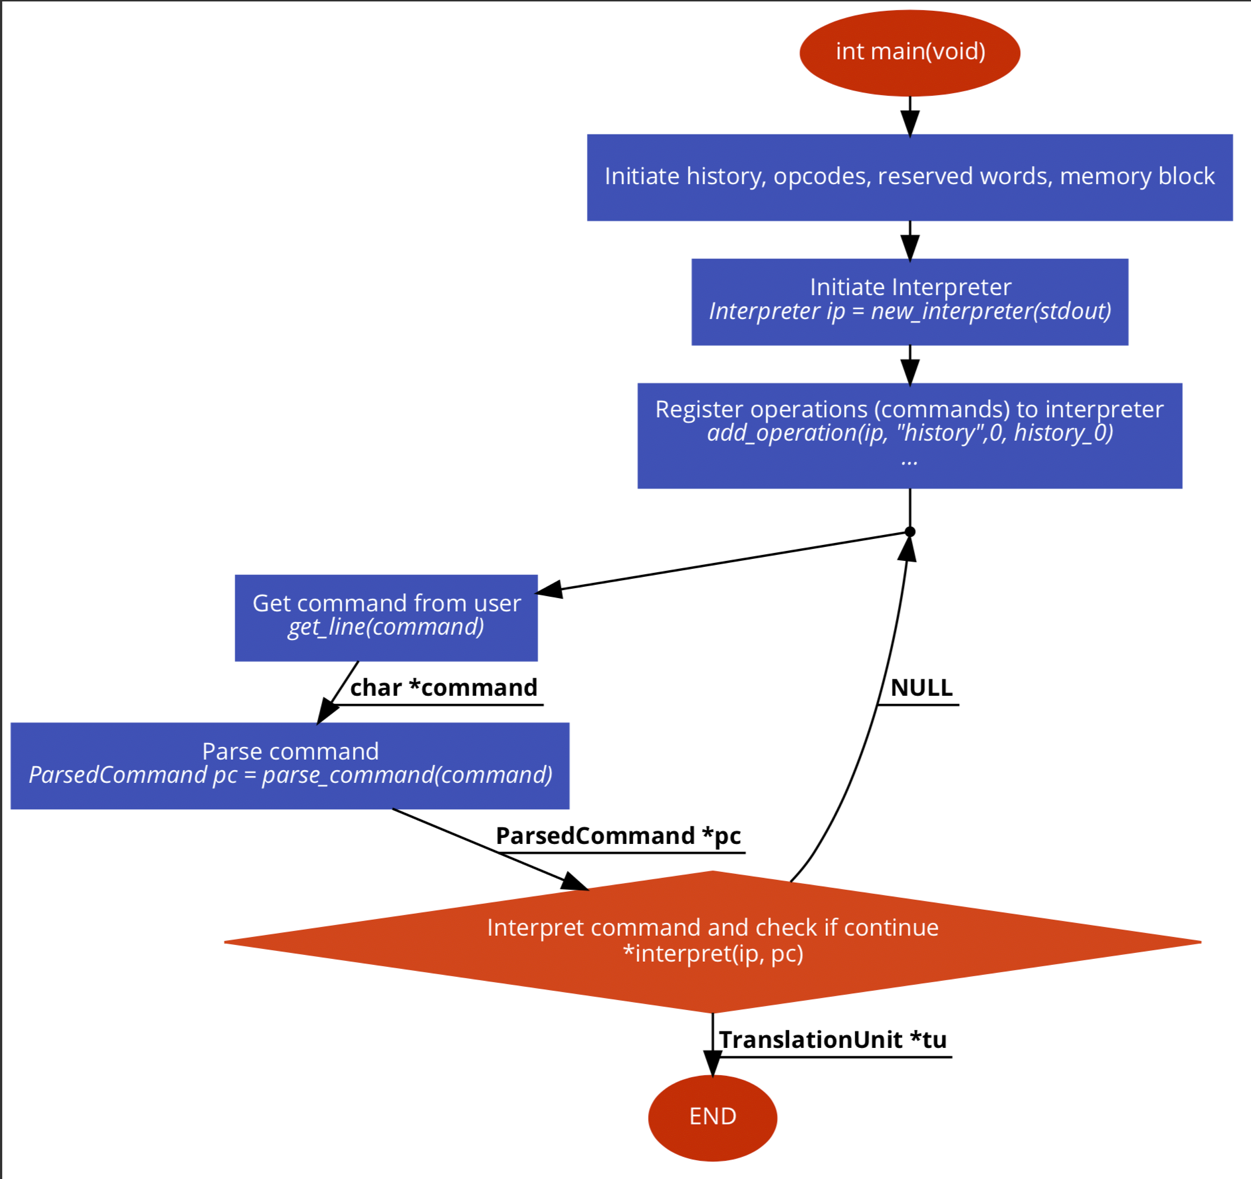 int main(void)
Initiate history, opcodes, reserved words, memory block
Initiate Interpreter
Interpreter ip = new_interpreter(stdout)
Register operations (commands) to interpreter
add_operation(ip, "history",0, history_0)
...
Get command from user
get_line(command)
char *command
NULL
Parse command
ParsedCommand pc = parse_command(command)
ParsedCommand *pc
Interpret command and check if continue
*interpret(ip, pc)
TranslationUnit *tu
END